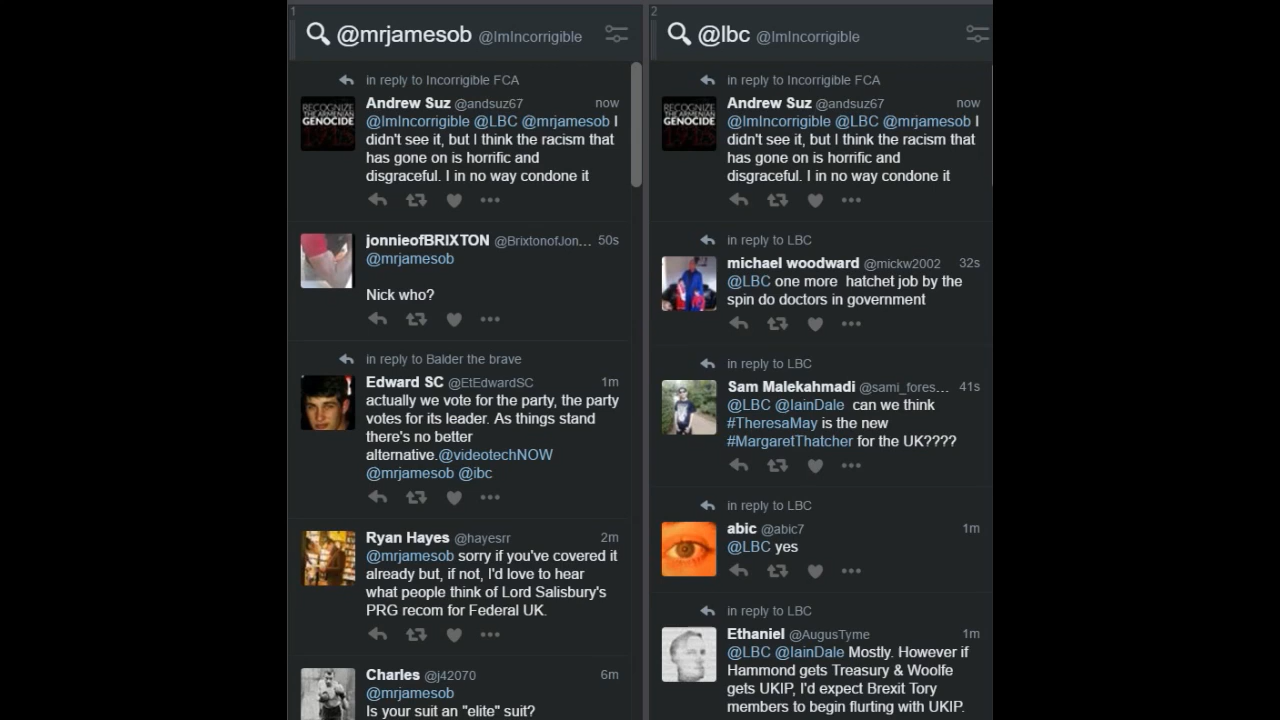 1
@mrjamesob @ImIncorrigible
in reply to Incorrigible FCA
Andrew Suz @andsuz67 now
@ImIncorrigible @LBC @mrjamesob I
didn't see it, but I think the racism that
has gone on is horrific and
disgraceful. I in no way condone it
RECOGNIZE
THE ARMENIAN
GENOCIDE
1915
jonnieofBRIXTON @BrixtonofJon... 50s
@mrjamesob
Nick who?
in reply to Balder the brave
Edward SC @EtEdwardSC 1m
actually we vote for the party, the party
votes for its leader. As things stand
there's no better
alternative.@videotechNOW
@mrjamesob @ibc
Ryan Hayes @hayesrr 2m
@mrjamesob sorry if you've covered it
already but, if not, I'd love to hear
what people think of Lord Salisbury's
PRG recom for Federal UK.
Charles @j42070 6m
@mrjamesob
Is your suit an "elite" suit?
2
@lbc @ImIncorrigible
in reply to Incorrigible FCA
Andrew Suz @andsuz67 now
@ImIncorrigible @LBC @mrjamesob I
didn't see it, but I think the racism that
has gone on is horrific and
disgraceful. I in no way condone it
RECOGNIZE
THE ARMENIAN
GENOCIDE
1915
in reply to LBC
michael woodward @mickw2002 32s
@LBC one more hatchet job by the
spin do doctors in government
in reply to LBC
Sam Malekahmadi @sami_fores... 41s
@LBC @IainDale can we think
#TheresaMay is the new
#MargaretThatcher for the UK????
in reply to LBC
abic @abic7 1m
@LBC yes
in reply to LBC
Ethaniel @AugusTyme 1m
@LBC @IainDale Mostly. However if
Hammond gets Treasury & Woolfe
gets UKIP, I'd expect Brexit Tory
members to begin flurting with UKIP.